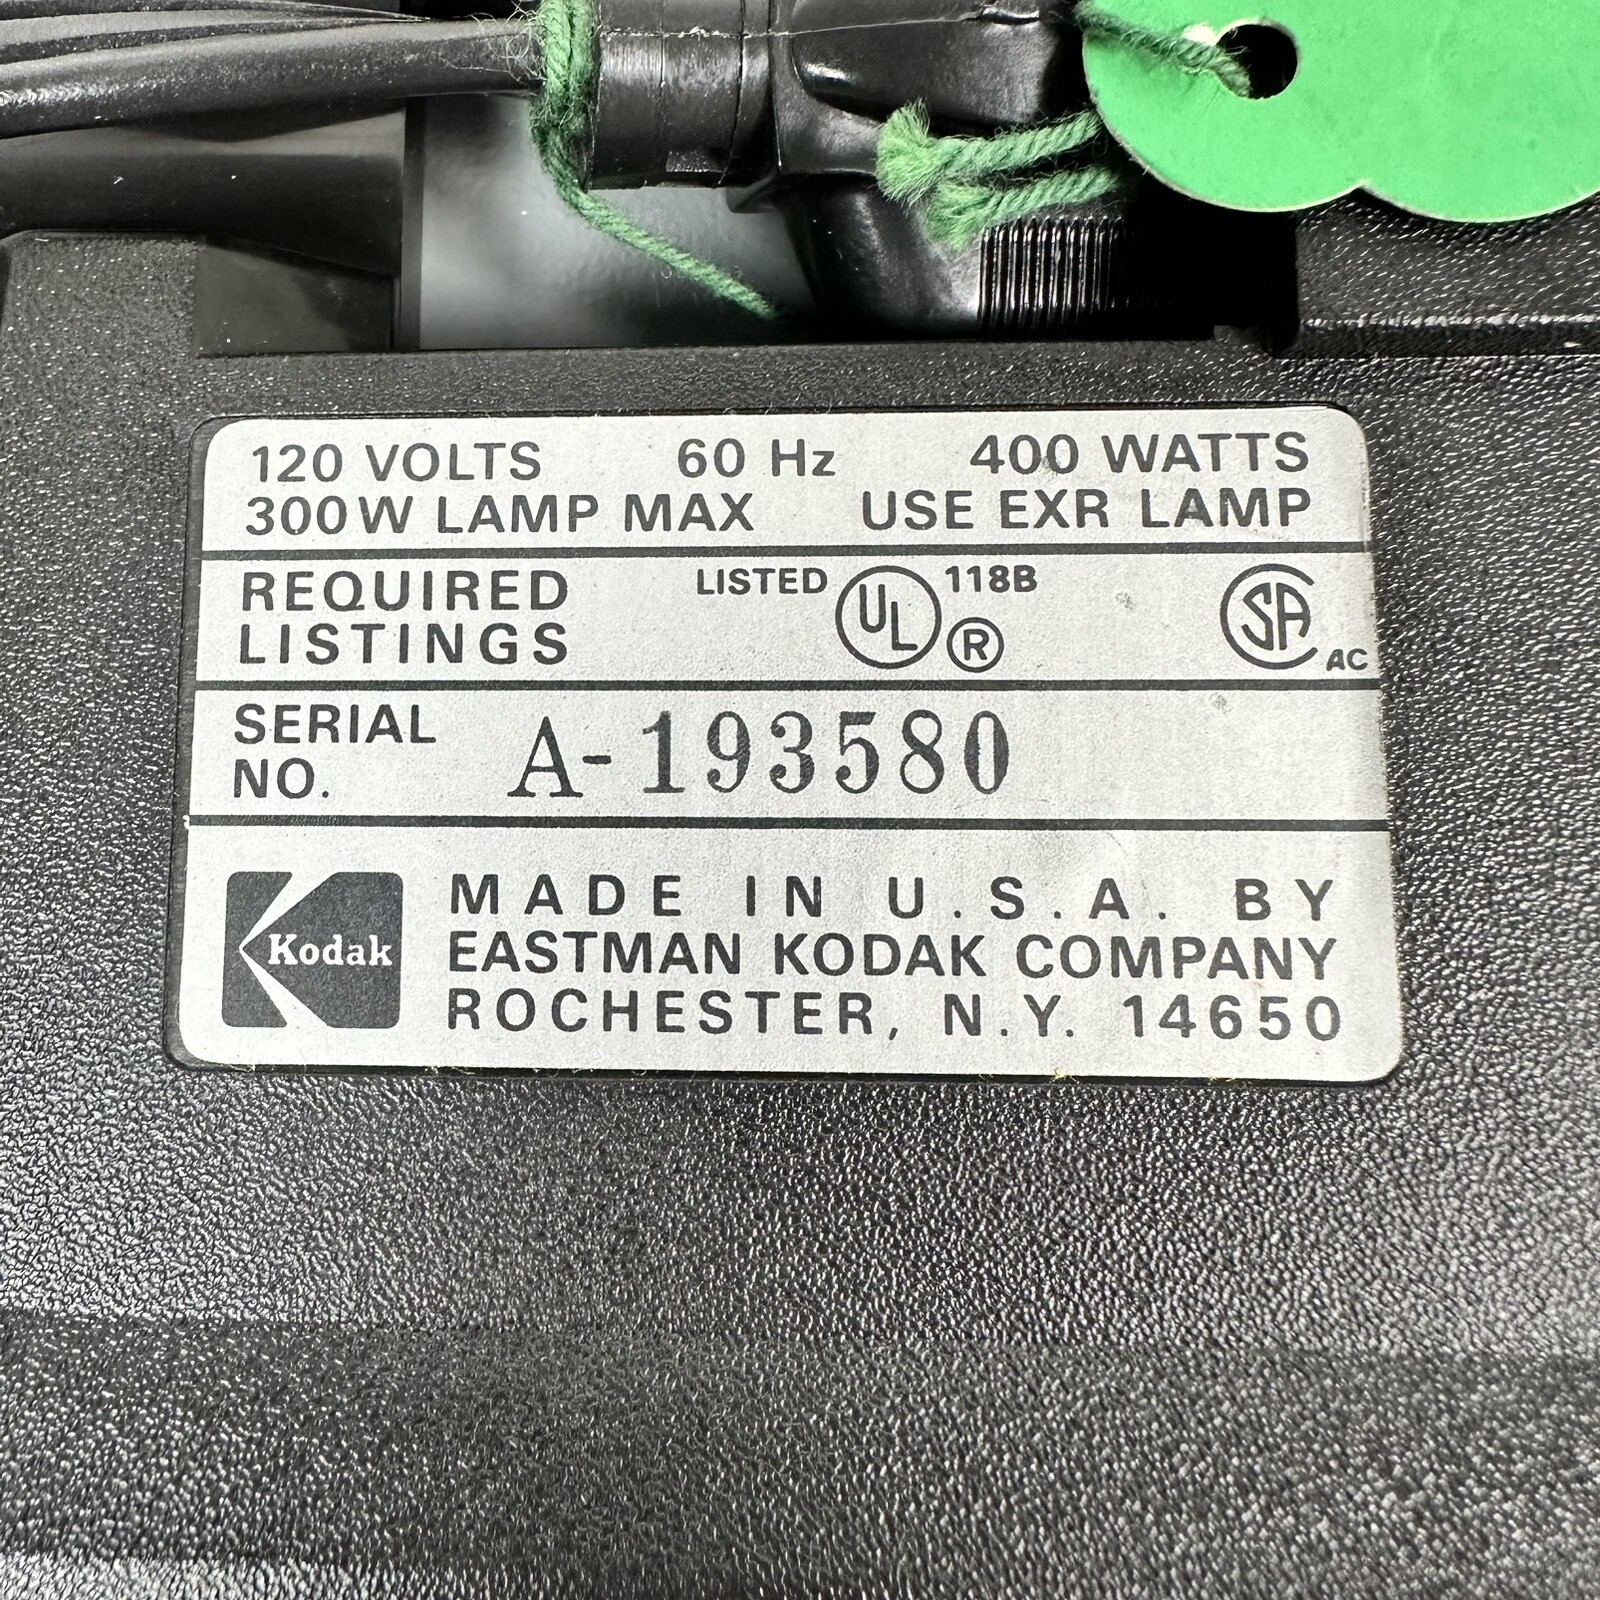 120 VOLTS 60 Hz 400 WATTS
300W LAMP MAX USE EXR LAMP
REQUIRED LISTINGS LISTED UL ® 118B SA AC
SERIAL NO. A-193580
Kodak
MADE IN U.S.A. BY
EASTMAN KODAK COMPANY
ROCHESTER, N.Y. 14650